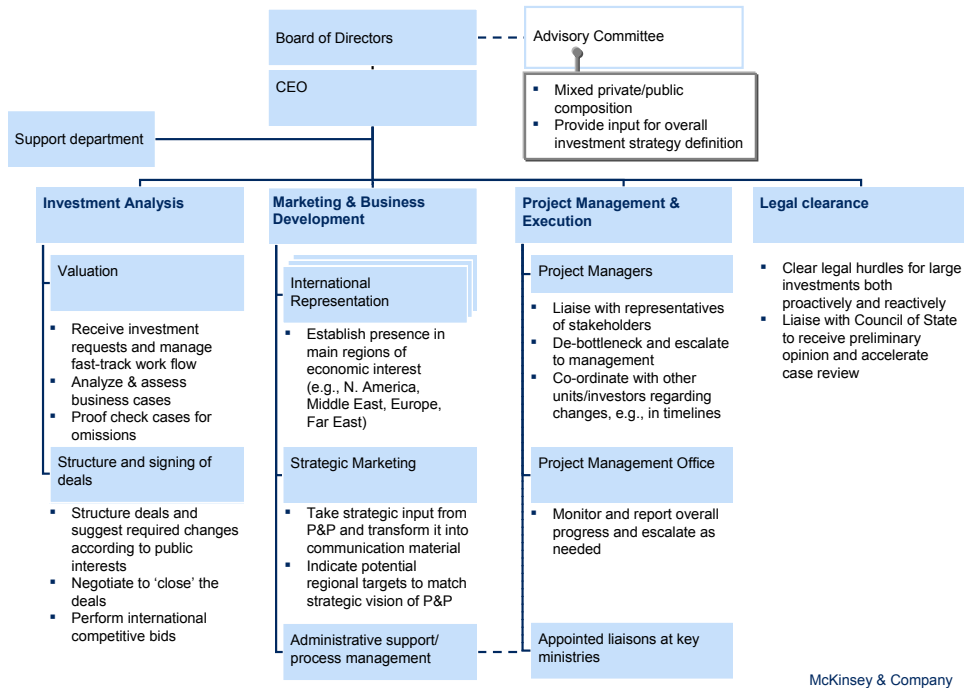 Board of Directors
Advisory Committee
CEO
▪ Mixed private/public
composition
▪ Provide input for overall
investment strategy definition
Support department
Investment Analysis
Valuation
▪ Receive investment
requests and manage
fast-track work flow
▪ Analyze & assess
business cases
▪ Proof check cases for
omissions
Structure and signing of
deals
▪ Structure deals and
suggest required changes
according to public
interests
▪ Negotiate to ‘close’ the
deals
▪ Perform international
competitive bids
Marketing & Business
Development
International
Representation
▪ Establish presence in
main regions of
economic interest
(e.g., N. America,
Middle East, Europe,
Far East)
Strategic Marketing
▪ Take strategic input from
P&P and transform it into
communication material
▪ Indicate potential
regional targets to match
strategic vision of P&P
Administrative support/
process management
Project Management &
Execution
Project Managers
▪ Liaise with representatives
of stakeholders
▪ De-bottleneck and escalate
to management
▪ Co-ordinate with other
units/investors regarding
changes, e.g., in timelines
Project Management Office
▪ Monitor and report overall
progress and escalate as
needed
Appointed liaisons at key
ministries
Legal clearance
▪ Clear legal hurdles for large
investments both
proactively and reactively
▪ Liaise with Council of State
to receive preliminary
opinion and accelerate
case review
McKinsey & Company